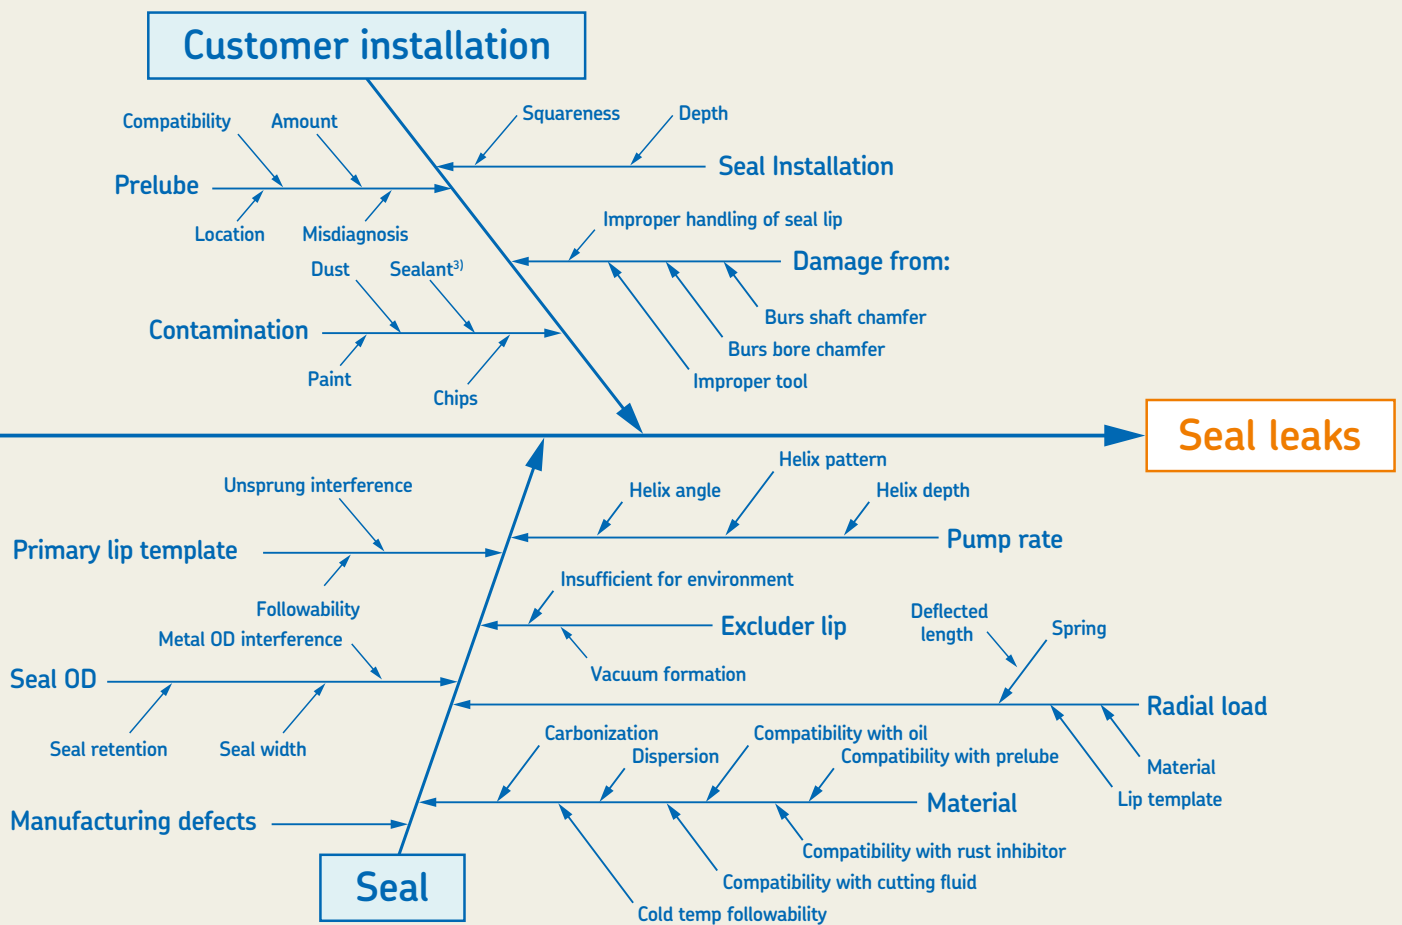 Customer installation
Compatibility
Amount
Squareness
Depth
Seal Installation
Prelube
Location
Misdiagnosis
Improper handling of seal lip
Damage from:
Dust
Sealant³⁾
Burs shaft chamfer
Contamination
Burs bore chamfer
Paint
Improper tool
Chips
Seal leaks
Helix pattern
Unsprung interference
Helix angle
Helix depth
Primary lip template
Pump rate
Insufficient for environment
Followability
Deflected
length
Spring
Excluder lip
Metal OD interference
Vacuum formation
Seal OD
Radial load
Seal retention
Seal width
Carbonization
Compatibility with oil
Dispersion
Compatibility with prelube
Material
Lip template
Material
Manufacturing defects
Compatibility with rust inhibitor
Compatibility with cutting fluid
Seal
Cold temp followability